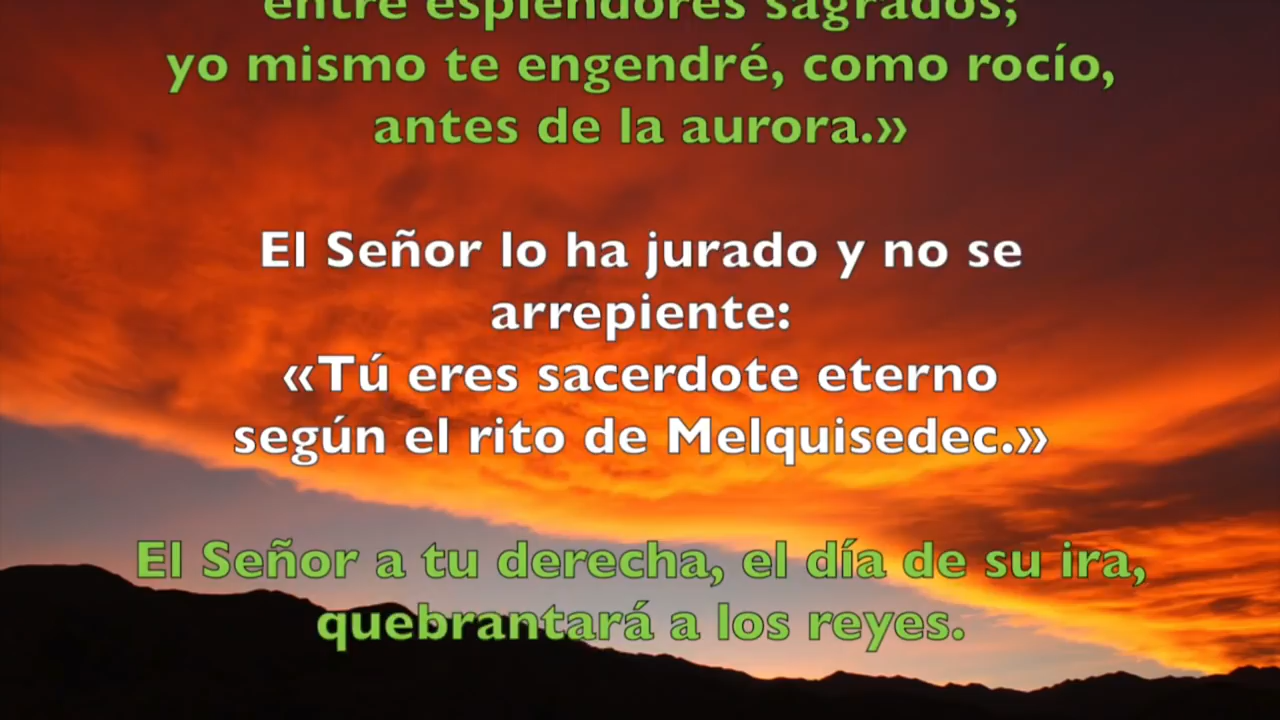 entre esplendores sagrados;
yo mismo te engendré, como rocío,
antes de la aurora.»
El Señor lo ha jurado y no se
arrepiente:
«Tú eres sacerdote eterno
según el rito de Melquisedec.»
El Señor a tu derecha, el día de su ira,
quebrantará a los reyes.